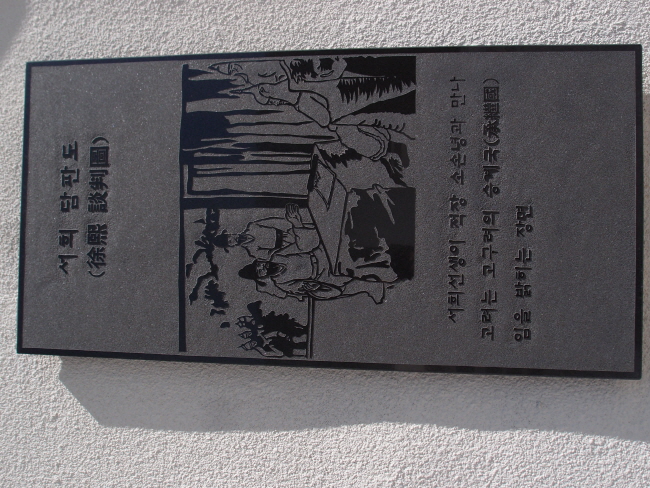 서희 담판도
(徐熙 談判圖)
서희선생이 적장 소손녕과 만나
고려는 고구려의 승계국(承繼國)
임을 밝히는 장면